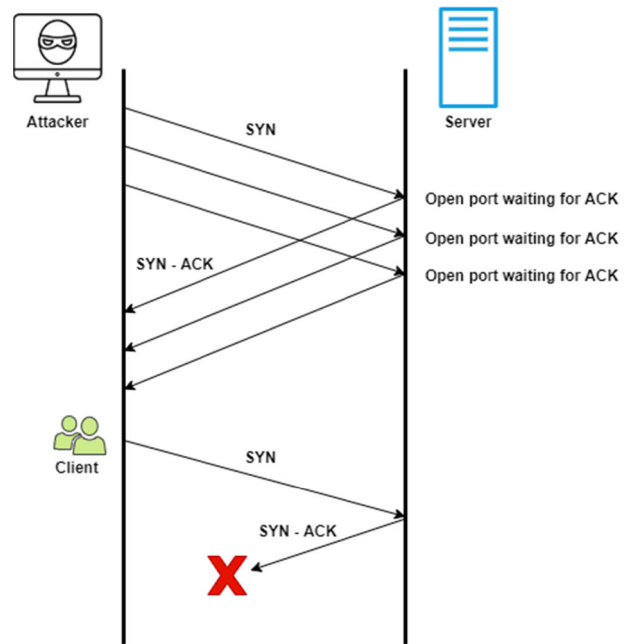 Attacker
Server
SYN
Open port waiting for ACK
Open port waiting for ACK
SYN - ACK
Open port waiting for ACK
Client
SYN
SYN - ACK
X